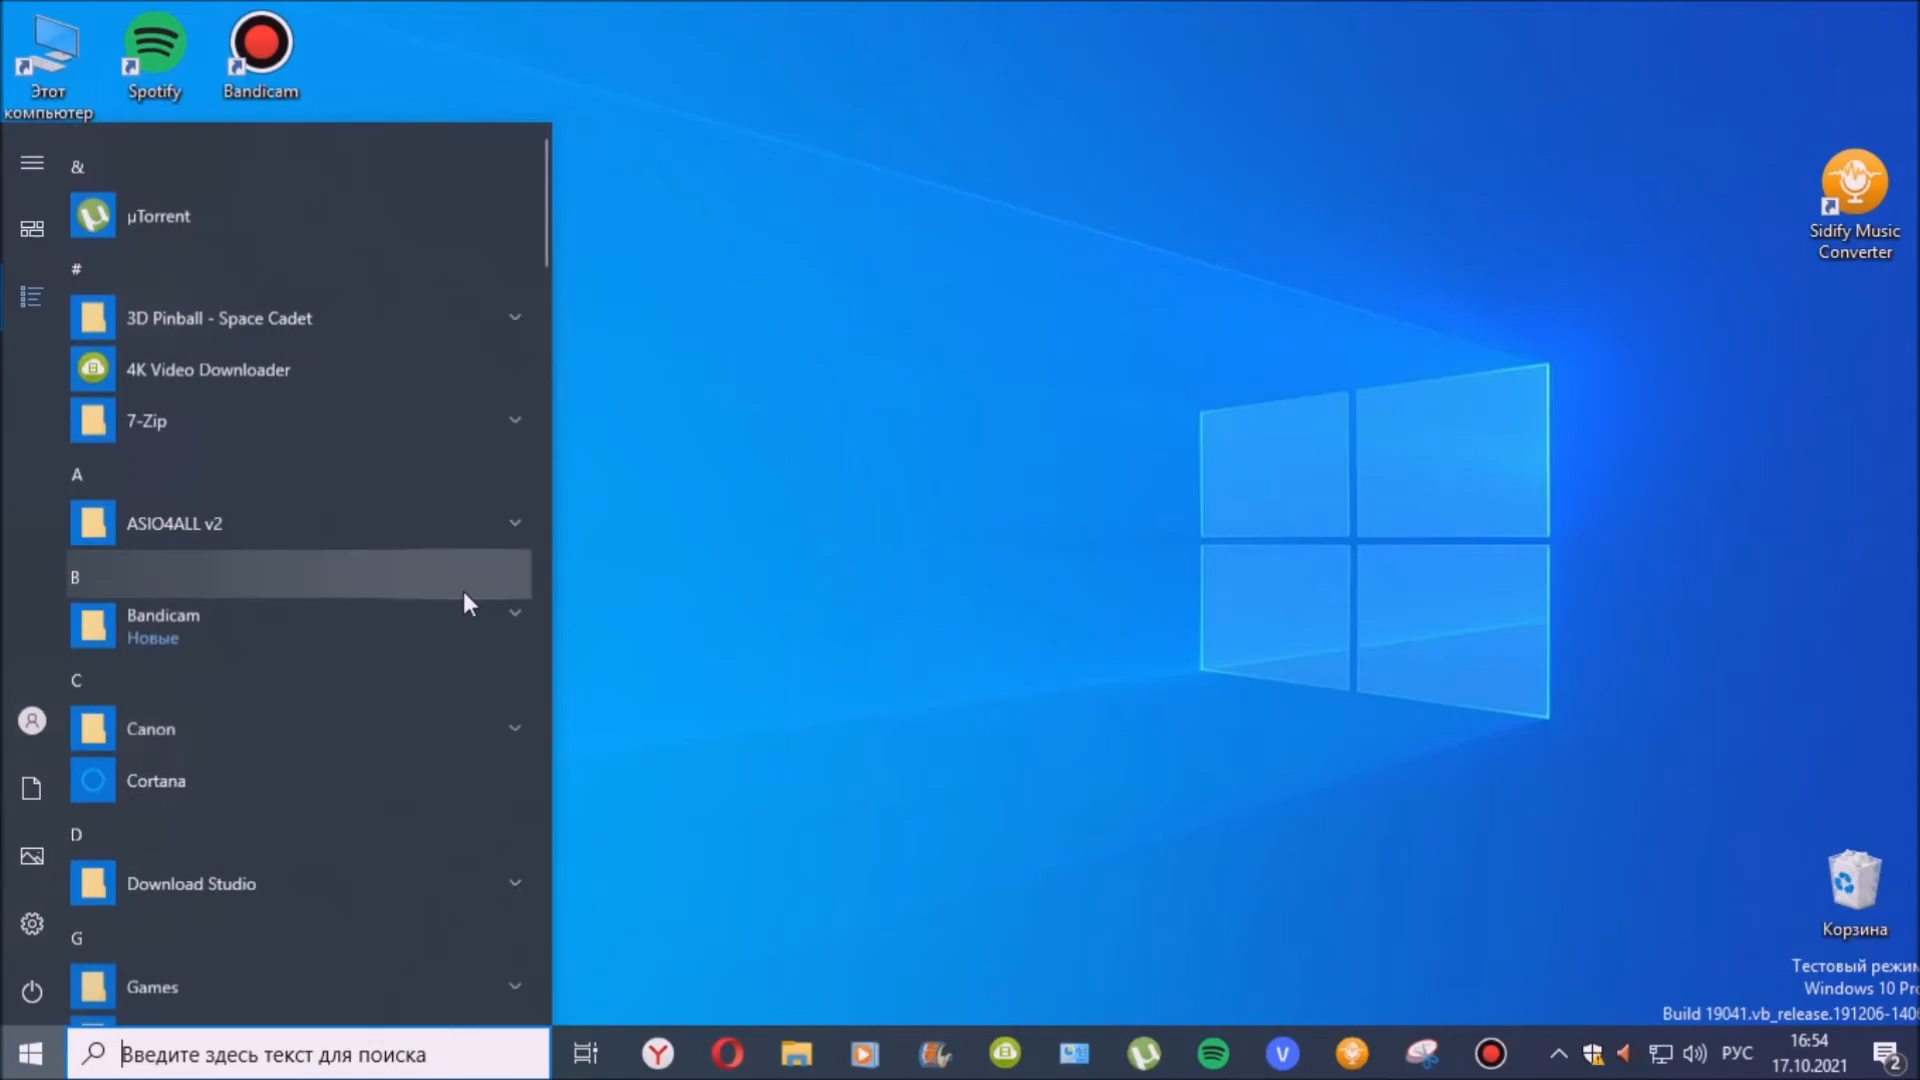 Этот
компьютер
Spotify
Bandicam
&
µTorrent
#
3D Pinball - Space Cadet
4K Video Downloader
7-Zip
A
ASIO4ALL v2
B
Bandicam
Новые
C
Canon
Cortana
D
Download Studio
G
Games
Sidify Music
Converter
Корзина
Тестовый режим
Windows 10 Pro
Build 19041.vb_release.191206-140
Введите здесь текст для поиска
РУС
16:54
17.10.2021
2